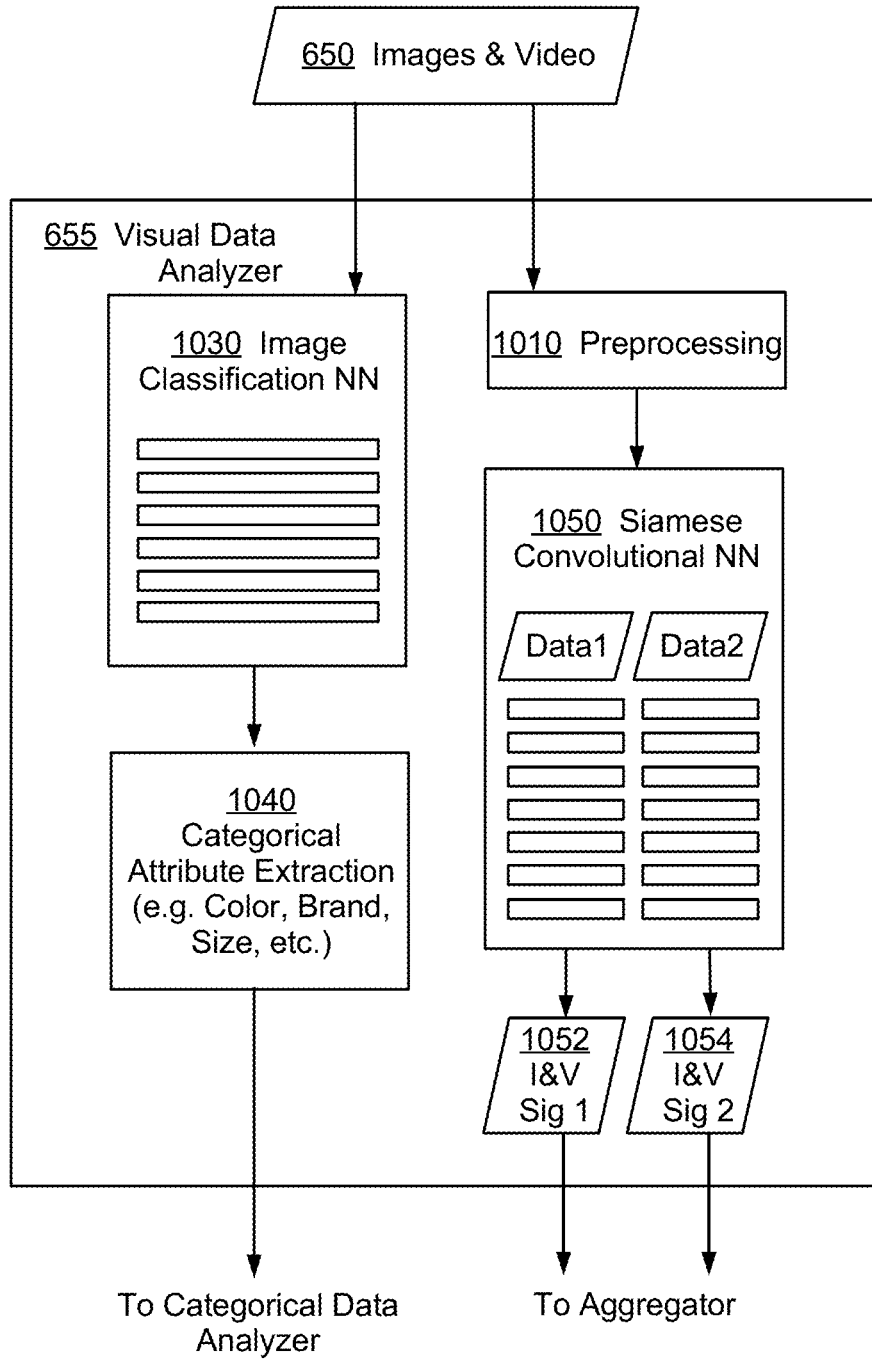 650 Images & Video
655 Visual Data
Analyzer
1030 Image
Classification NN
1010 Preprocessing
1050 Siamese
Convolutional NN
Data1 Data2
1040
Categorical
Attribute Extraction
(e.g. Color, Brand,
Size, etc.)
1052
I&V
Sig 1
1054
I&V
Sig 2
To Categorical Data
Analyzer
To Aggregator